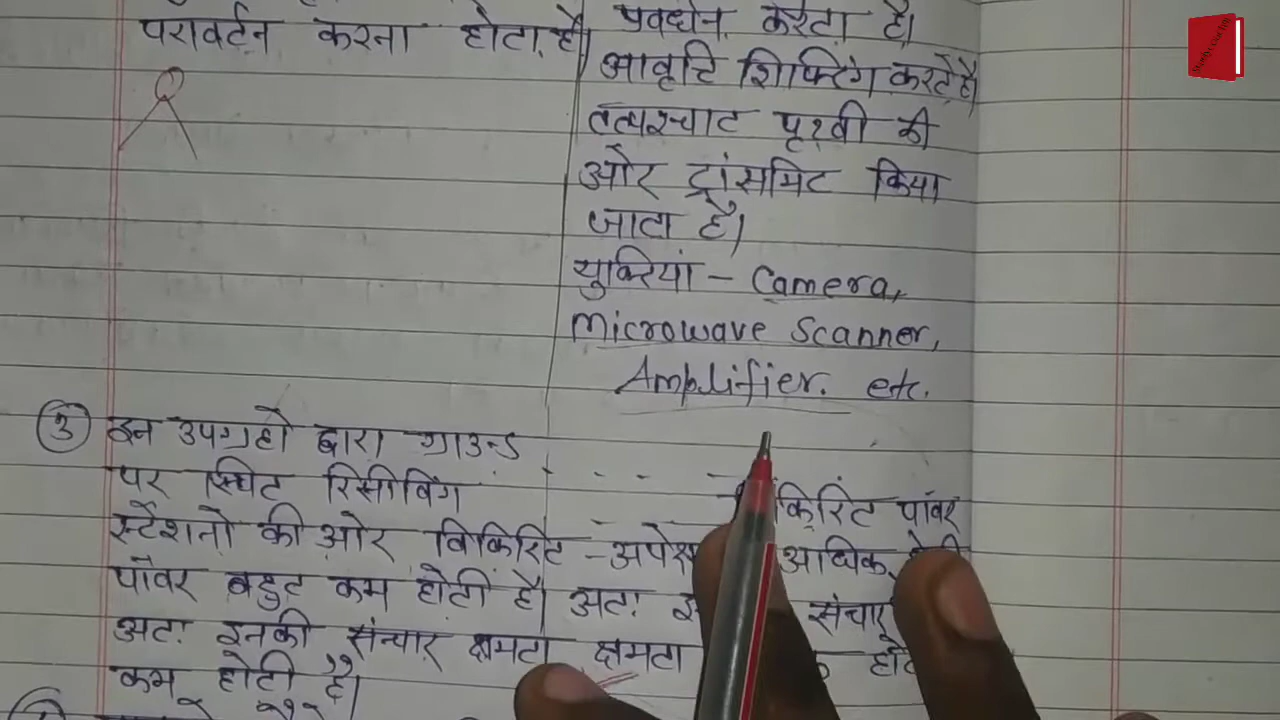 परावर्तन करना होता है।
प्रवर्धन करता है।
आवृत्ति शिफ्टिंग करते है।
तत्पश्चात पृथ्वी की
ओर ट्रांसमिट किया
जाता है।
युक्तियां - Camera,
Microwave Scanner,
Amplifier. etc.
③ इन उपग्रहो द्वारा ग्राउन्ड
पर स्थित रिसीविंग
स्टेशनो की ओर विकिरित
पॉवर बहुत कम होती है।
अतः इनकी संचार क्षमता
कम होती है।
पॉवर
अधिक
अतः संचार
क्षमता